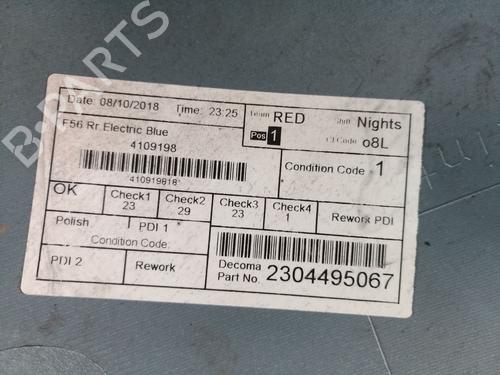 B-PARTS
Date: 08/10/2018 Time: 23:25 Team RED Shift Nights
F56 Rr Electric Blue Pos 1 Code o8L
4109198
410919818 Condition Code 1
OK Check1 23 Check2 29 Check3 23 Check4 1 Rework PDI
Polish PDI 1
Condition Code:
PDI 2 Rework Decoma
Part No. 2304495067